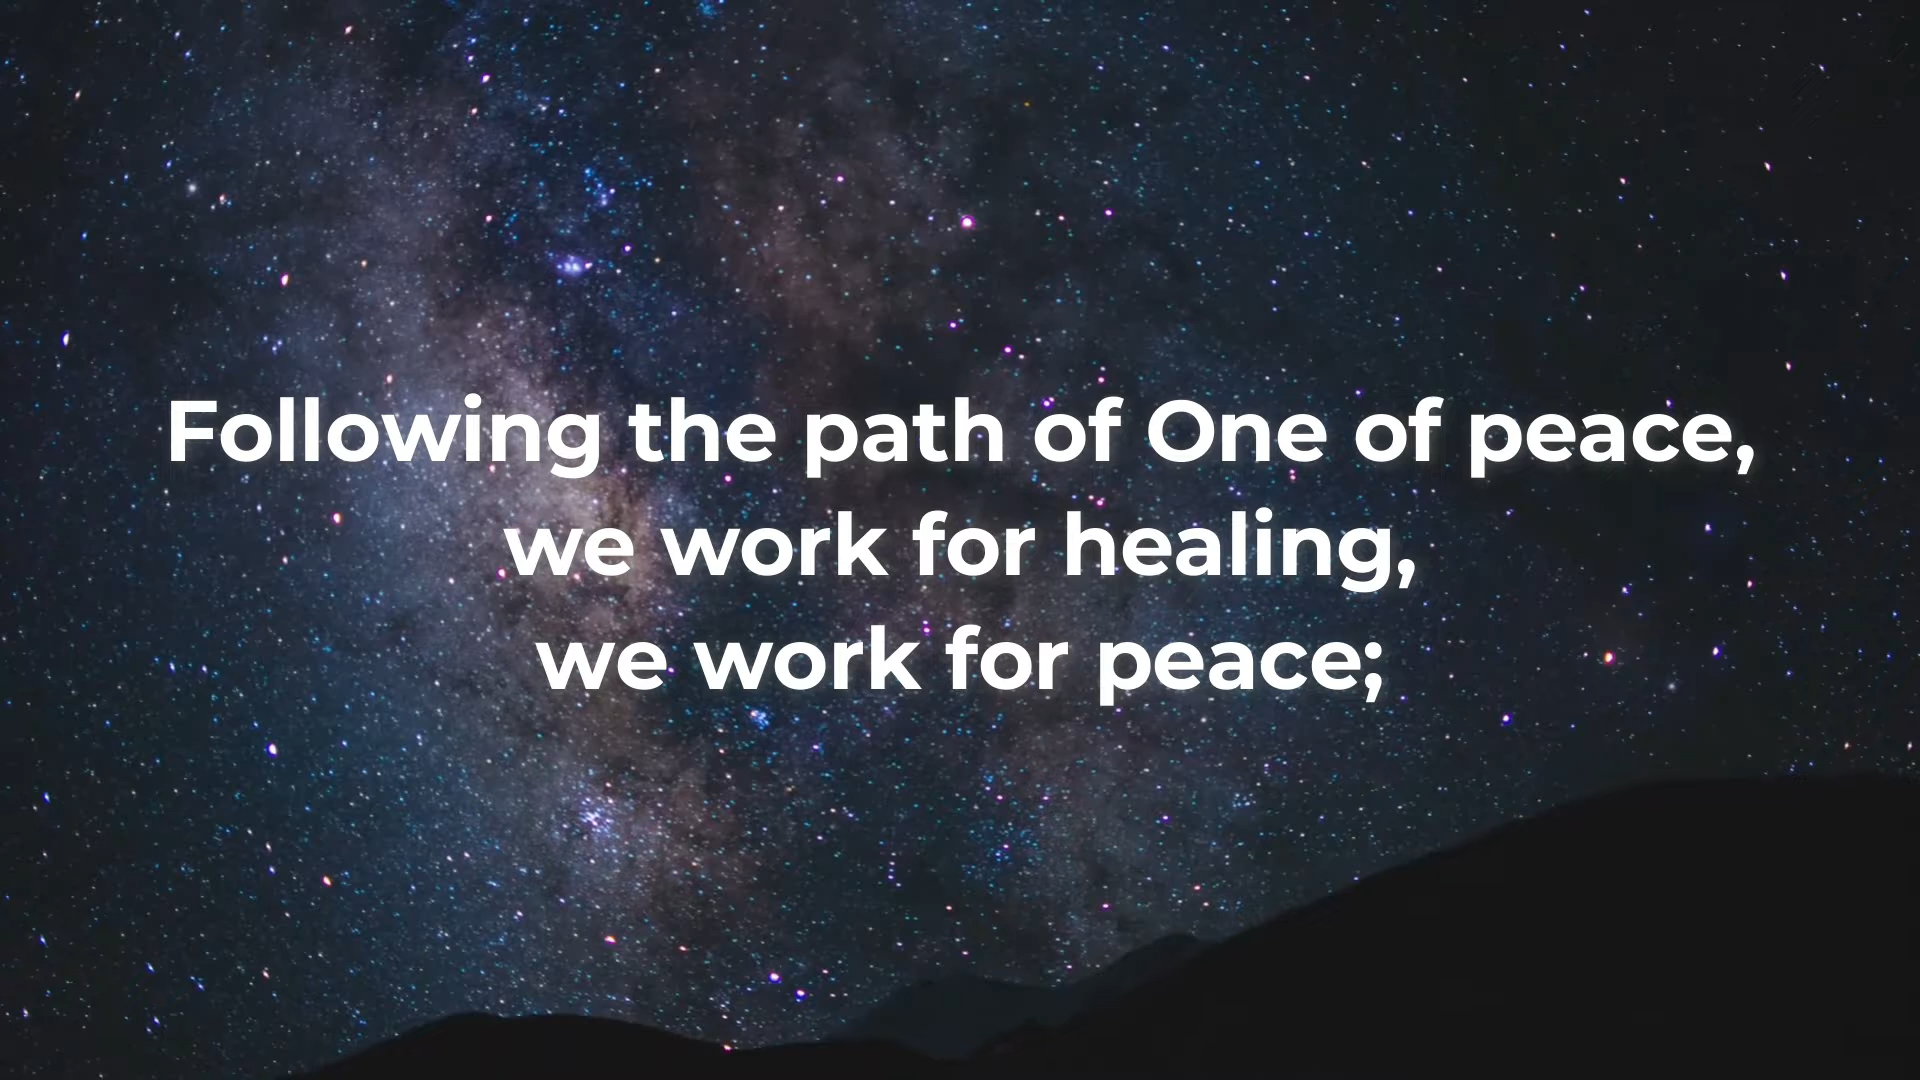 Following the path of One of peace,
we work for healing,
we work for peace;